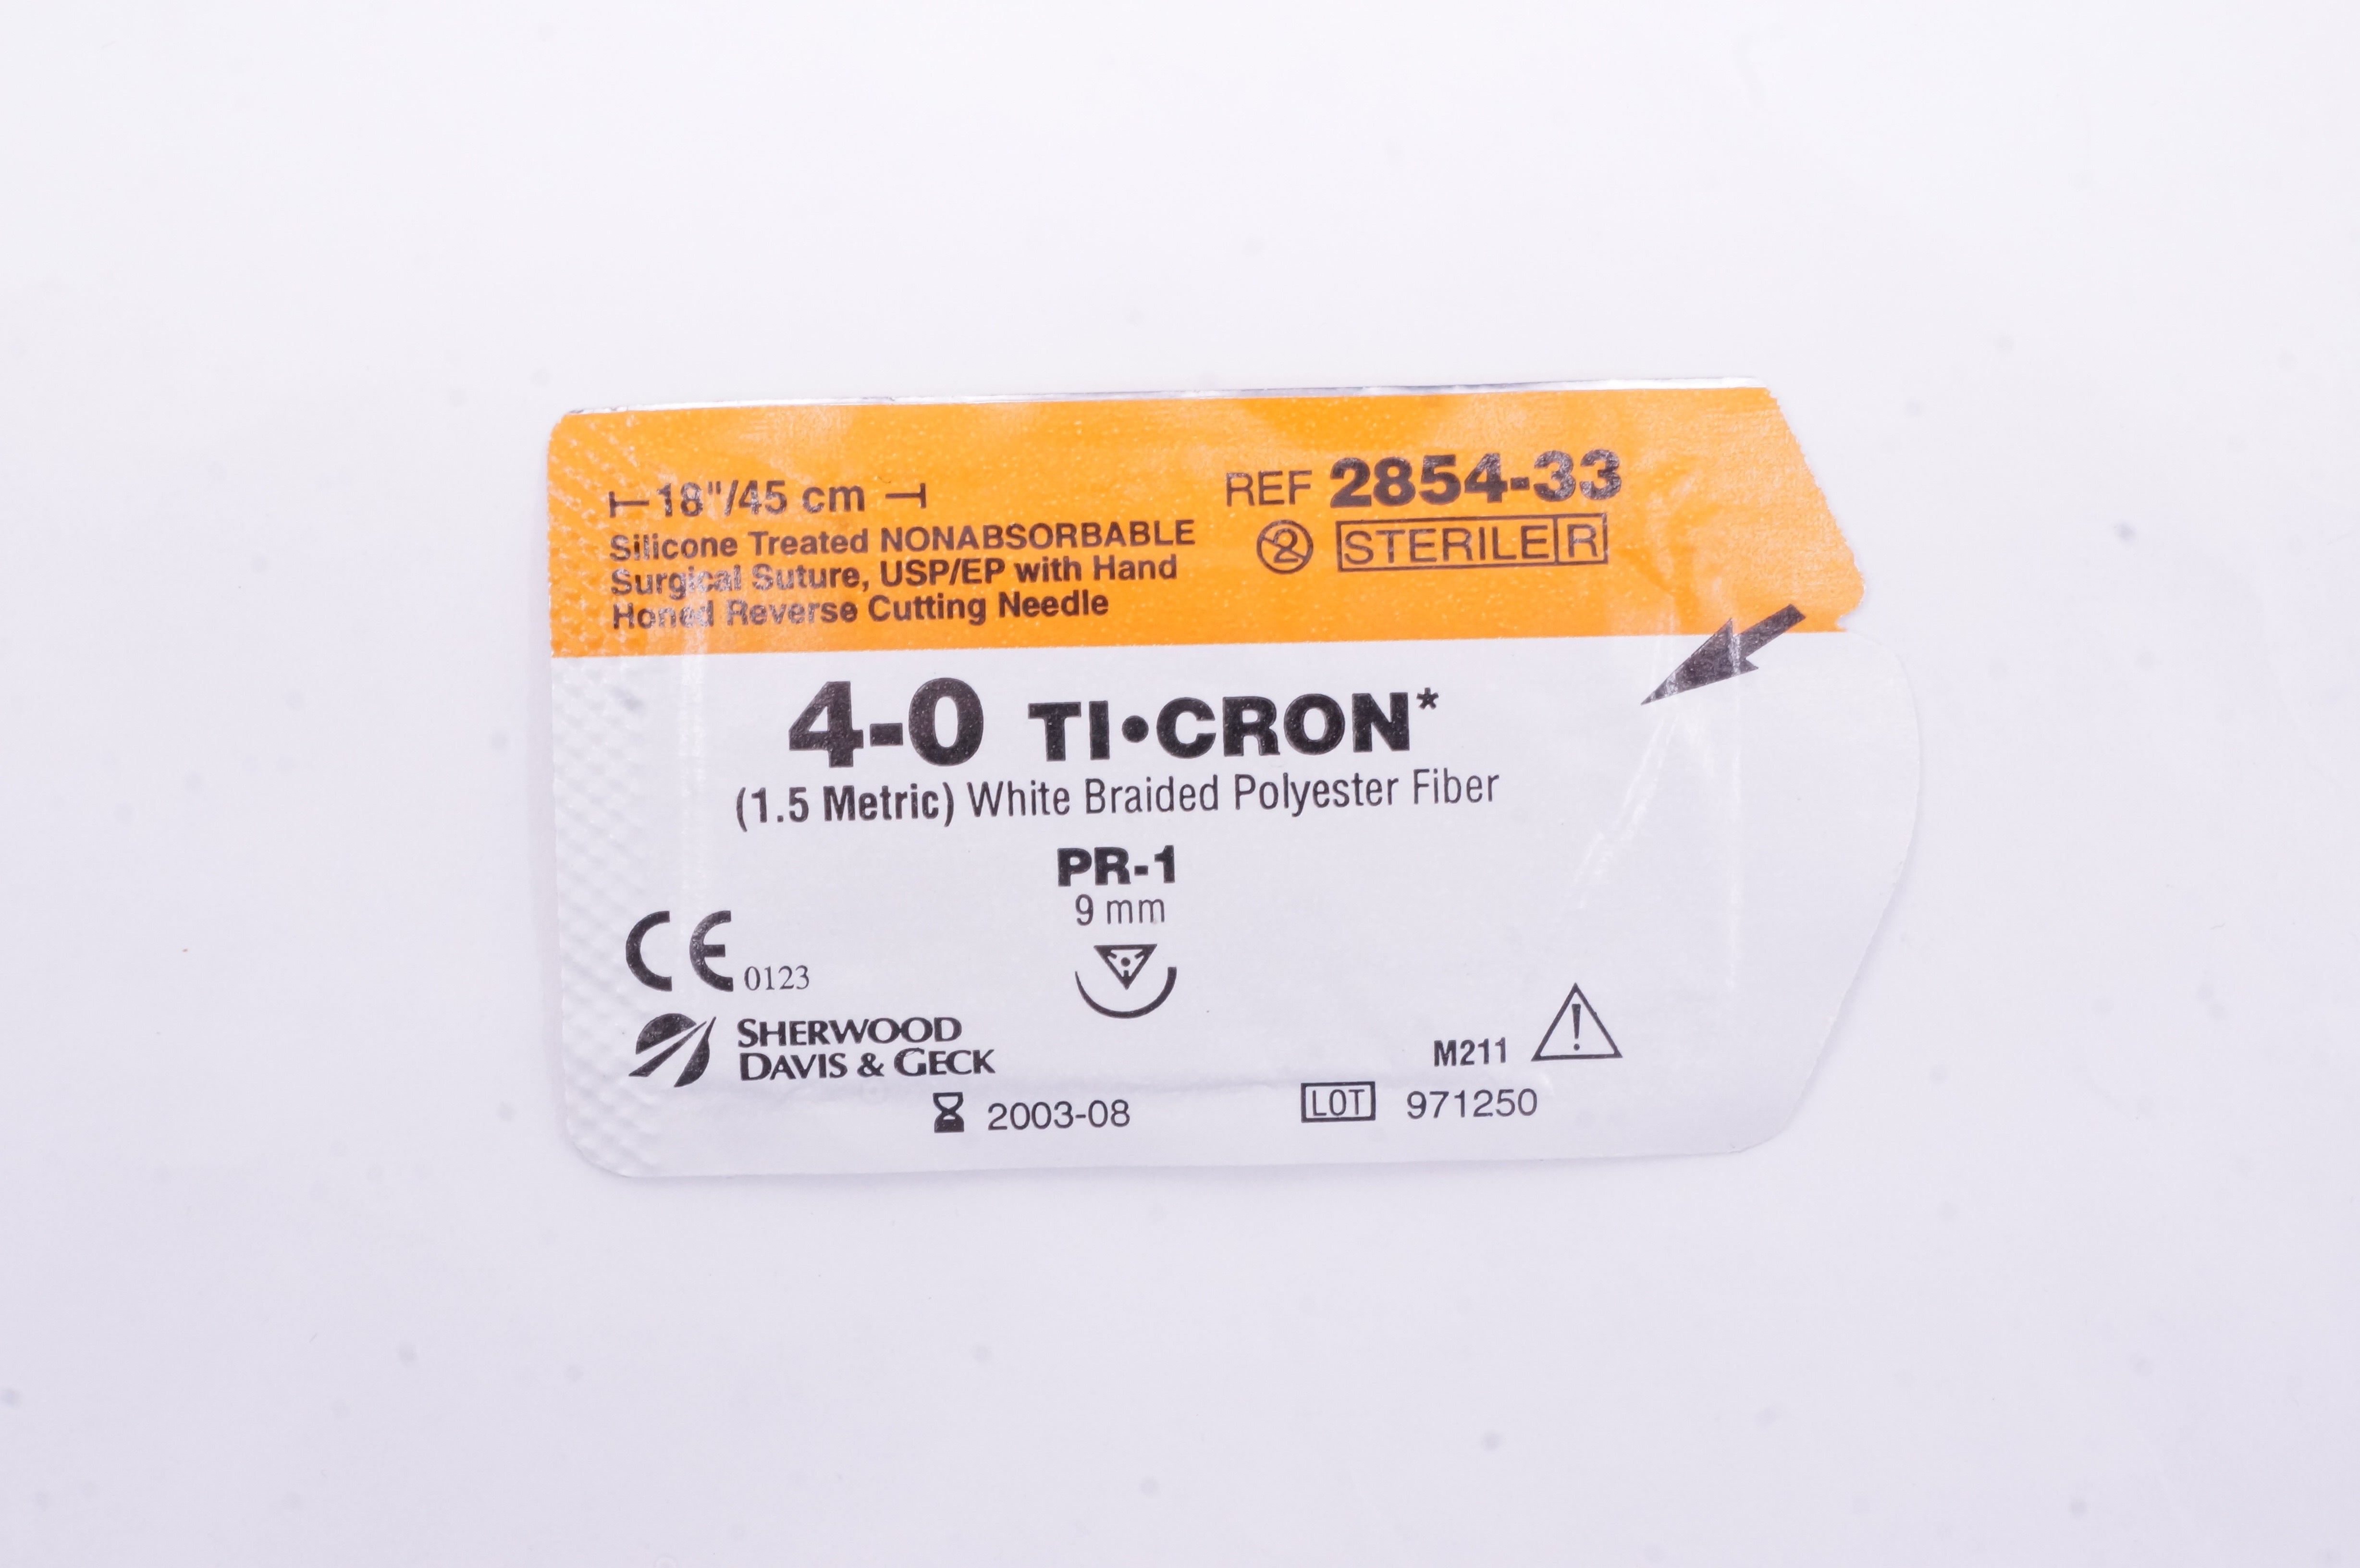 18"/45 cm
Silicone Treated NONABSORBABLE
Surgical Suture, USP/EP with Hand
Honed Reverse Cutting Needle
REF 2854-33
2 STERILE R
4-0 TI•CRON*
(1.5 Metric) White Braided Polyester Fiber
PR-1
9 mm
CE 0123
SHERWOOD
DAVIS & GECK
M211
2003-08
LOT 971250